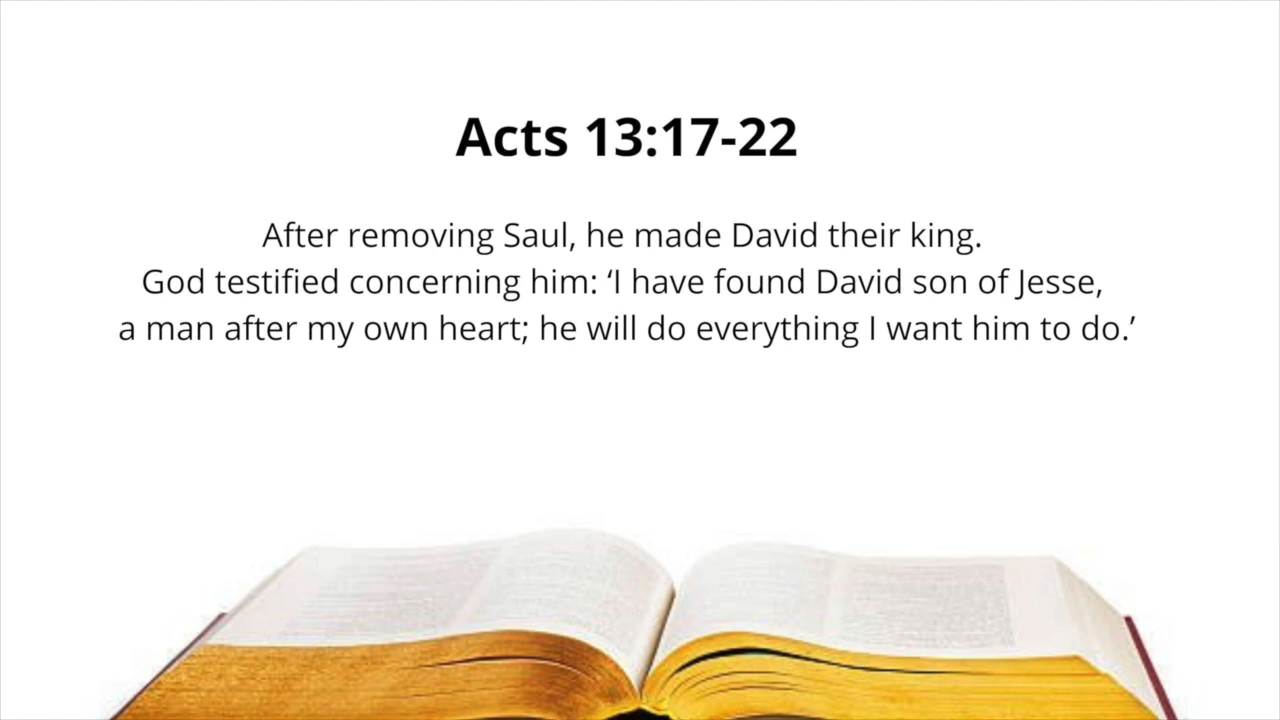 Acts 13:17-22
After removing Saul, he made David their king.
God testified concerning him: ‘I have found David son of Jesse,
a man after my own heart; he will do everything I want him to do.’